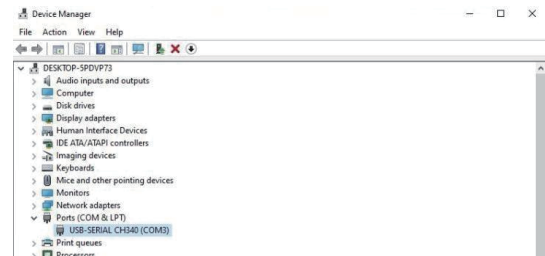 Device Manager
File Action View Help
DESKTOP-5PDVP73
Audio inputs and outputs
Computer
Disk drives
Display adapters
Human Interface Devices
IDE ATA/ATAPI controllers
Imaging devices
Keyboards
Mice and other pointing devices
Monitors
Network adapters
Ports (COM & LPT)
USB-SERIAL CH340 (COM3)
Print queues
Processors